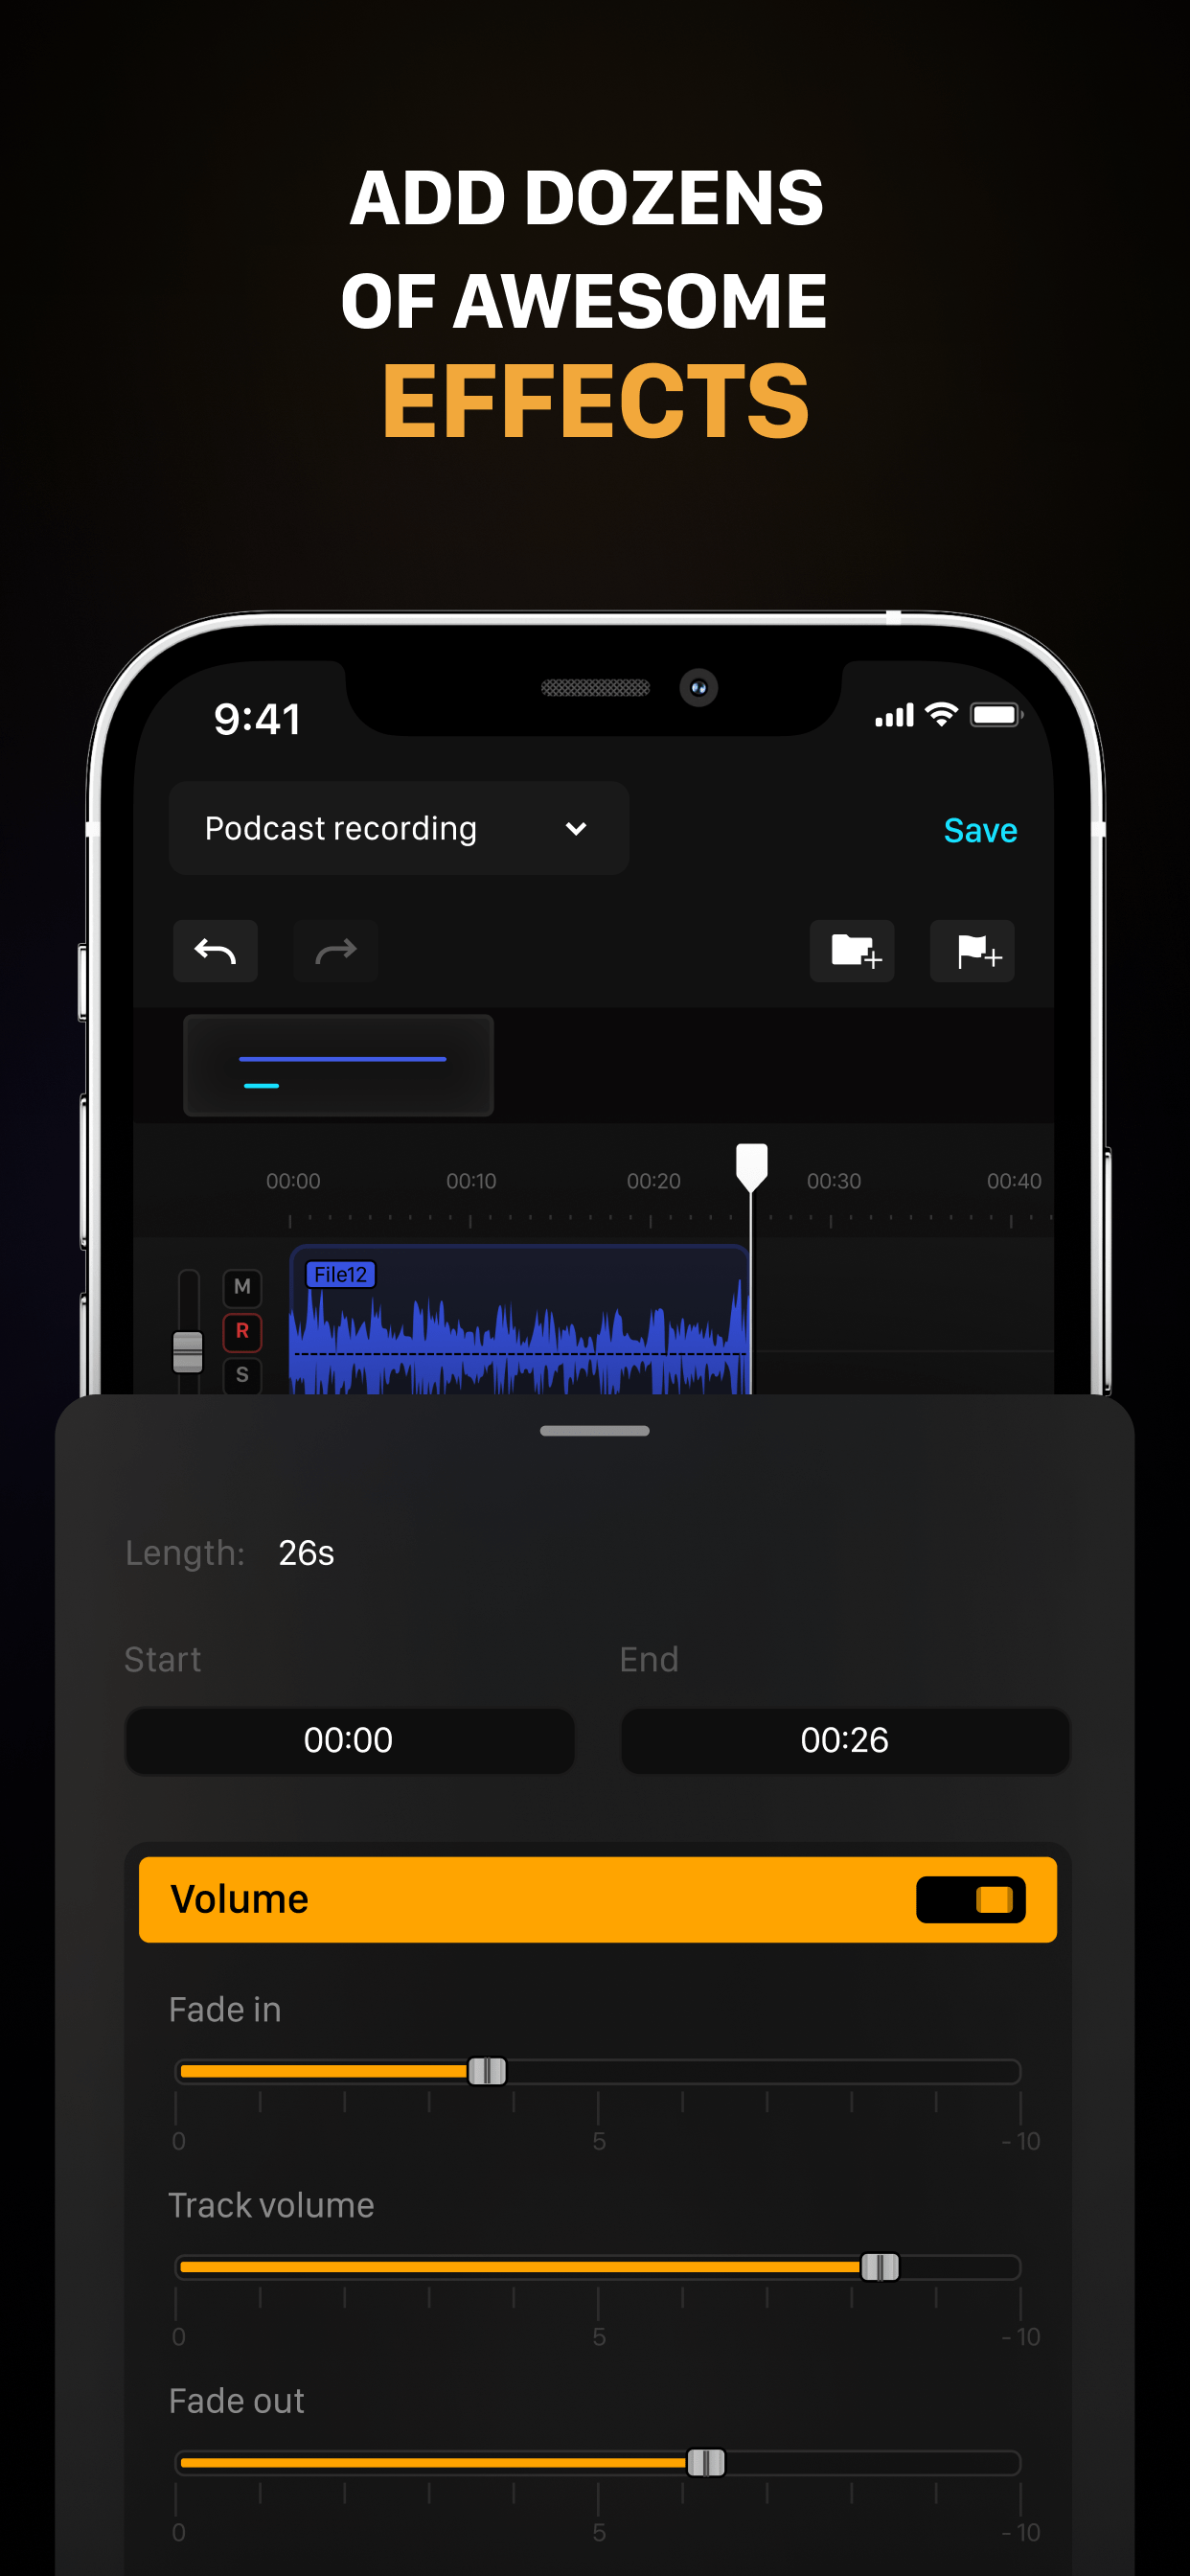 ADD DOZENS
OF AWESOME
EFFECTS
9:41
Podcast recording
Save
00:00 00:10 00:20 00:30 00:40
File12
M
R
S
Length: 26s
Start End
00:00 00:26
Volume
Fade in
0 5 - 10
Track volume
0 5 - 10
Fade out
0 5 - 10